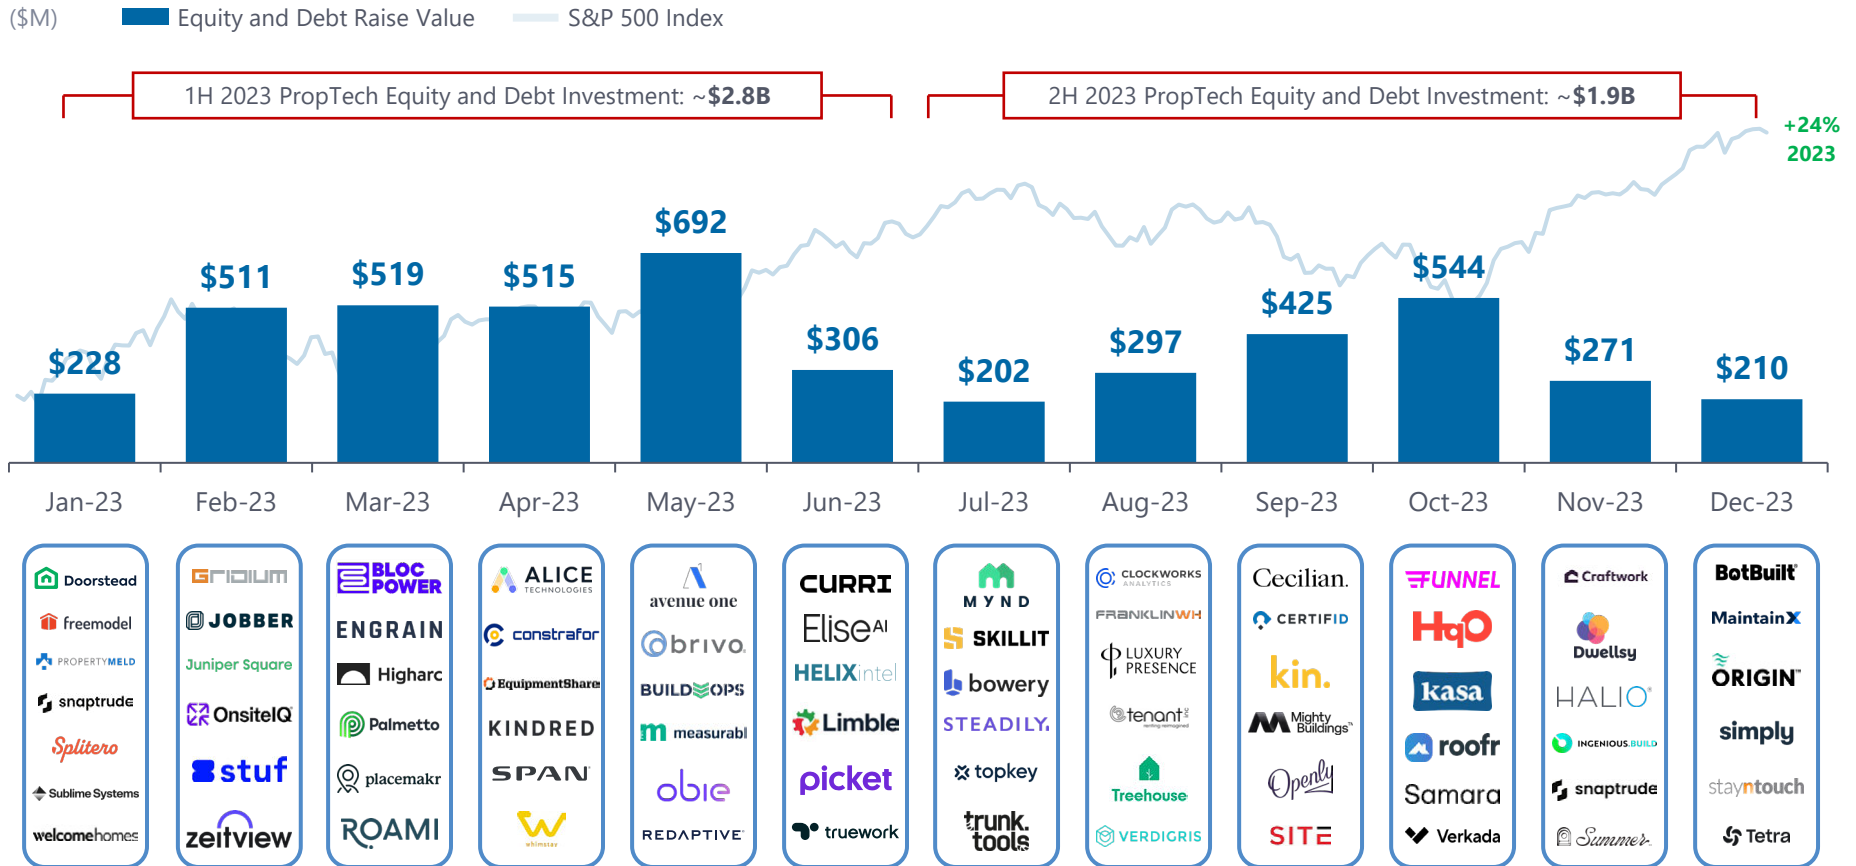 ($M)
Equity and Debt Raise Value
S&P 500 Index
1H 2023 PropTech Equity and Debt Investment: ~$2.8B
2H 2023 PropTech Equity and Debt Investment: ~$1.9B
+24%
2023
$228
$511
$519
$515
$692
$306
$202
$297
$425
$544
$271
$210
Jan-23
Feb-23
Mar-23
Apr-23
May-23
Jun-23
Jul-23
Aug-23
Sep-23
Oct-23
Nov-23
Dec-23
Doorstead
freemodel
PROPERTYMELD
snaptrude
Splitero
Sublime Systems
welcomehomes
GRIDIUM
JOBBER
Juniper Square
OnsiteIQ
stuf
zeitview
BLOC
POWER
ENGRAIN
Higharc
Palmetto
placemakr
ROAMI
ALICE
TECHNOLOGIES
constrafor
EquipmentShare
KINDRED
SPAN
whimstay
avenue one
brivo.
BUILDOPS
measurabl
obie
REDAPTIVE
CURRI
EliseAI
HELIXintel
Limble
picket
truework
MYND
SKILLIT
bowery
STEADILY.
topkey
trunk.
tools
CLOCKWORKS
ANALYTICS
FRANKLINWH
LUXURY
PRESENCE
tenant inc
renting reimagined
Treehouse
VERDIGRIS
Cecilian.
CERTIFID
kin.
Mighty
Buildings™
Openly
SITE
FUNNEL
HqO
kasa
roofr
Samara
Verkada
Craftwork
Dwellsy
HALIO®
INGENIOUS.BUILD
snaptrude
Summer.
BotBuilt
MaintainX
ORIGIN™
simply
stayntouch
Tetra